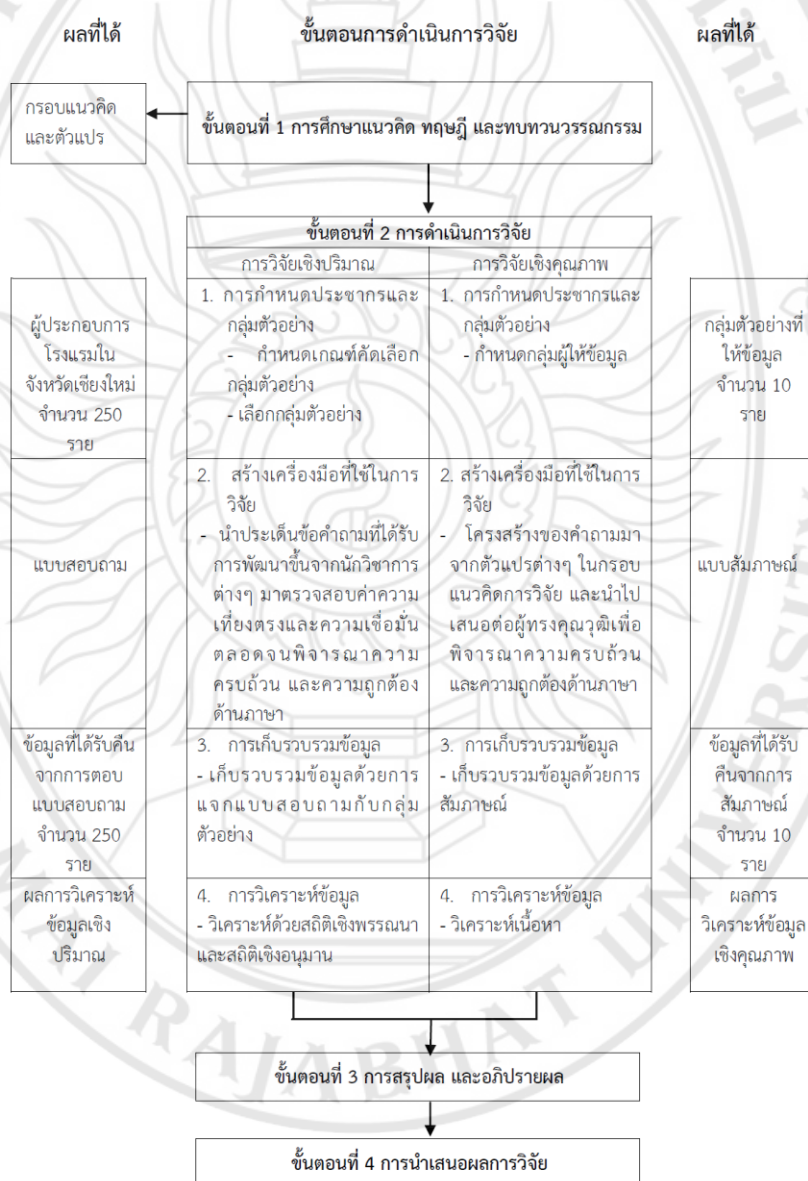 ผลที่ได้
ขั้นตอนการดำเนินการวิจัย
ผลที่ได้
กรอบแนวคิด
และตัวแปร
ขั้นตอนที่ 1 การศึกษาแนวคิด ทฤษฎี และทบทวนวรรณกรรม
ขั้นตอนที่ 2 การดำเนินการวิจัย
การวิจัยเชิงปริมาณ
การวิจัยเชิงคุณภาพ
ผู้ประกอบการ
โรงแรมใน
จังหวัดเชียงใหม่
จำนวน 250
ราย
1. การกำหนดประชากรและ
กลุ่มตัวอย่าง
- กำหนดเกณฑ์คัดเลือก
กลุ่มตัวอย่าง
- เลือกกลุ่มตัวอย่าง
1. การกำหนดประชากรและ
กลุ่มตัวอย่าง
- กำหนดกลุ่มผู้ให้ข้อมูล
กลุ่มตัวอย่างที่
ให้ข้อมูล
จำนวน 10
ราย
แบบสอบถาม
2. สร้างเครื่องมือที่ใช้ในการ
วิจัย
- นำประเด็นข้อคำถามที่ได้รับ
การพัฒนาขึ้นจากนักวิชาการ
ต่างๆ มาตรวจสอบค่าความ
เที่ยงตรงและความเชื่อมั่น
ตลอดจนพิจารณาความ
ครบถ้วน และความถูกต้อง
ด้านภาษา
2. สร้างเครื่องมือที่ใช้ในการ
วิจัย
- โครงสร้างของคำถามมา
จากตัวแปรต่างๆ ในกรอบ
แนวคิดการวิจัย และนำไป
เสนอต่อผู้ทรงคุณวุฒิเพื่อ
พิจารณาความครบถ้วน
และความถูกต้องด้านภาษา
แบบสัมภาษณ์
ข้อมูลที่ได้รับคืน
จากการตอบ
แบบสอบถาม
จำนวน 250
ราย
3. การเก็บรวบรวมข้อมูล
- เก็บรวบรวมข้อมูลด้วยการ
แจกแบบสอบถามกับกลุ่ม
ตัวอย่าง
3. การเก็บรวบรวมข้อมูล
- เก็บรวบรวมข้อมูลด้วยการ
สัมภาษณ์
ข้อมูลที่ได้รับ
คืนจากการ
สัมภาษณ์
จำนวน 10
ราย
ผลการวิเคราะห์
ข้อมูลเชิง
ปริมาณ
4. การวิเคราะห์ข้อมูล
- วิเคราะห์ด้วยสถิติเชิงพรรณนา
และสถิติเชิงอนุมาน
4. การวิเคราะห์ข้อมูล
- วิเคราะห์เนื้อหา
ผลการ
วิเคราะห์ข้อมูล
เชิงคุณภาพ
ขั้นตอนที่ 3 การสรุปผล และอภิปรายผล
ขั้นตอนที่ 4 การนำเสนอผลการวิจัย
MAI RAJABHAT UNIVERS